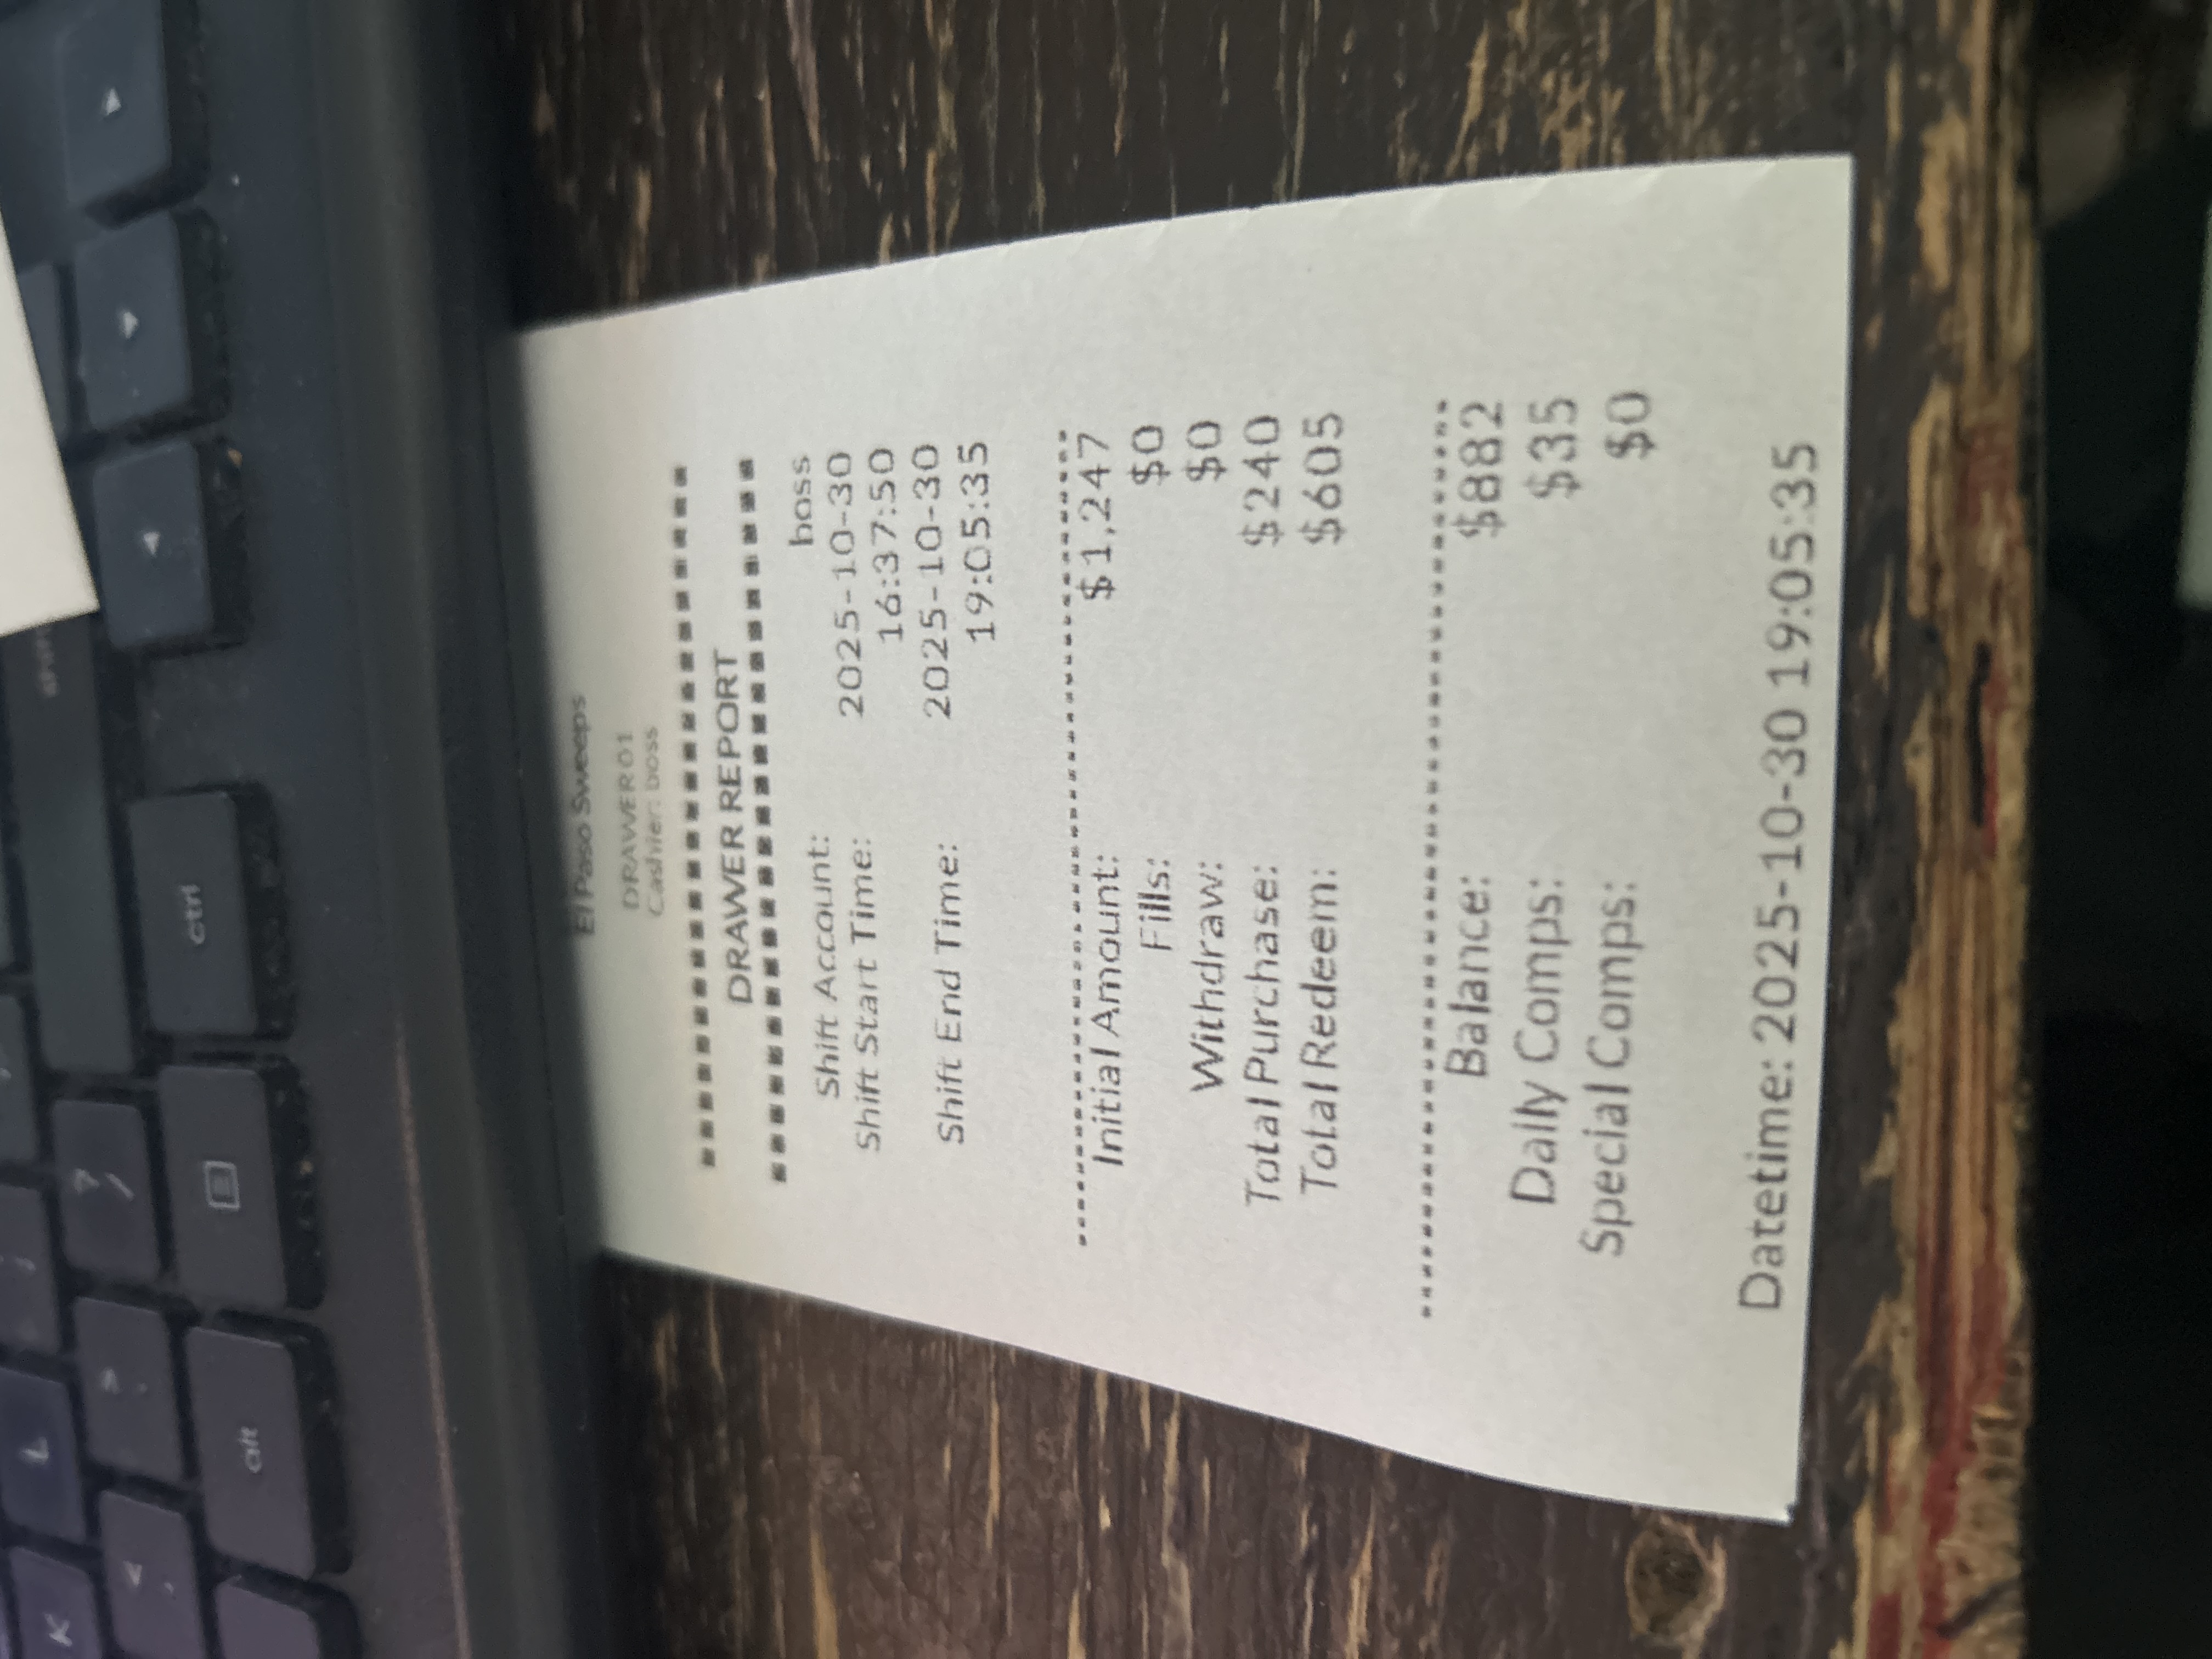 El Paso Sweeps
DRAWER01
Cashier: boss
DRAWER REPORT
Shift Account: boss
Shift Start Time: 2025-10-30
16:37:50
Shift End Time: 2025-10-30
19:05:35
Initial Amount: $1,247
Fills: $0
Withdraw: $0
Total Purchase: $240
Total Redeem: $605
Balance: $882
Daily Comps: $35
Special Comps: $0
Datetime: 2025-10-30 19:05:35
ctrl
alt
L
K
?
/
>
.
<
,